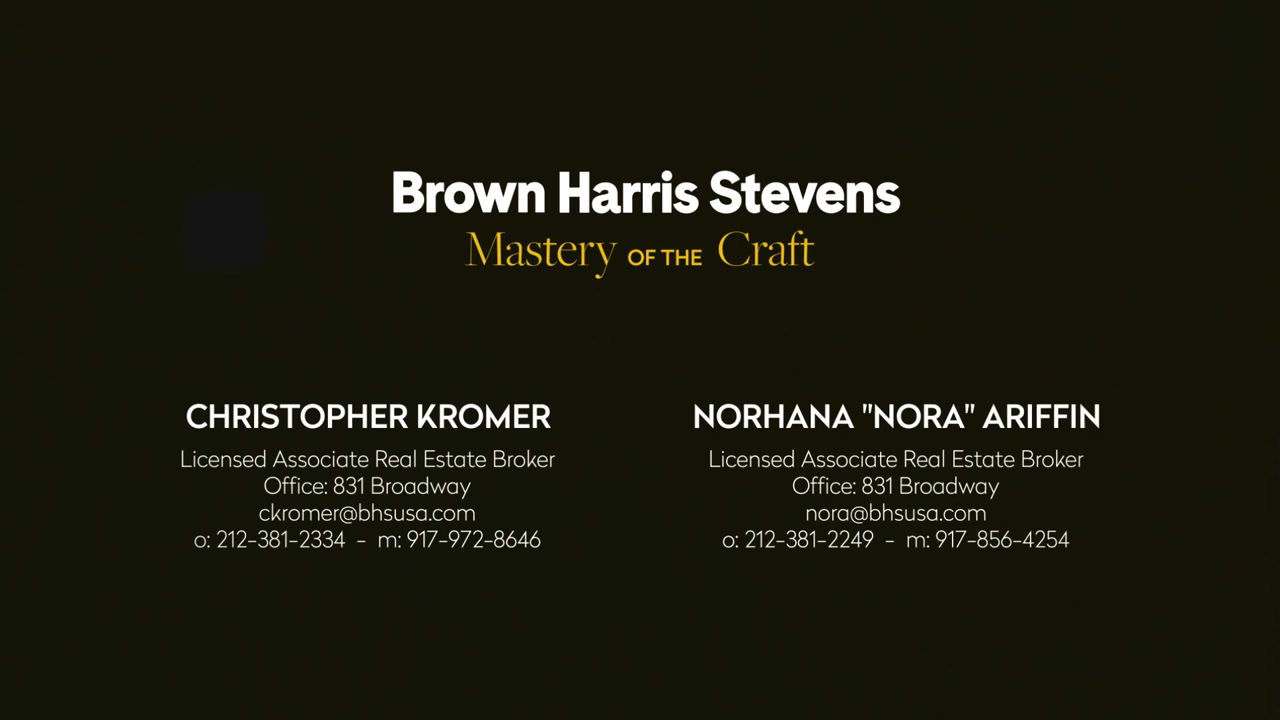 Brown Harris Stevens
Mastery OF THE Craft
CHRISTOPHER KROMER
Licensed Associate Real Estate Broker
Office: 831 Broadway
ckromer@bhsusa.com
o: 212-381-2334 - m: 917-972-8646
NORHANA "NORA" ARIFFIN
Licensed Associate Real Estate Broker
Office: 831 Broadway
nora@bhsusa.com
o: 212-381-2249 - m: 917-856-4254